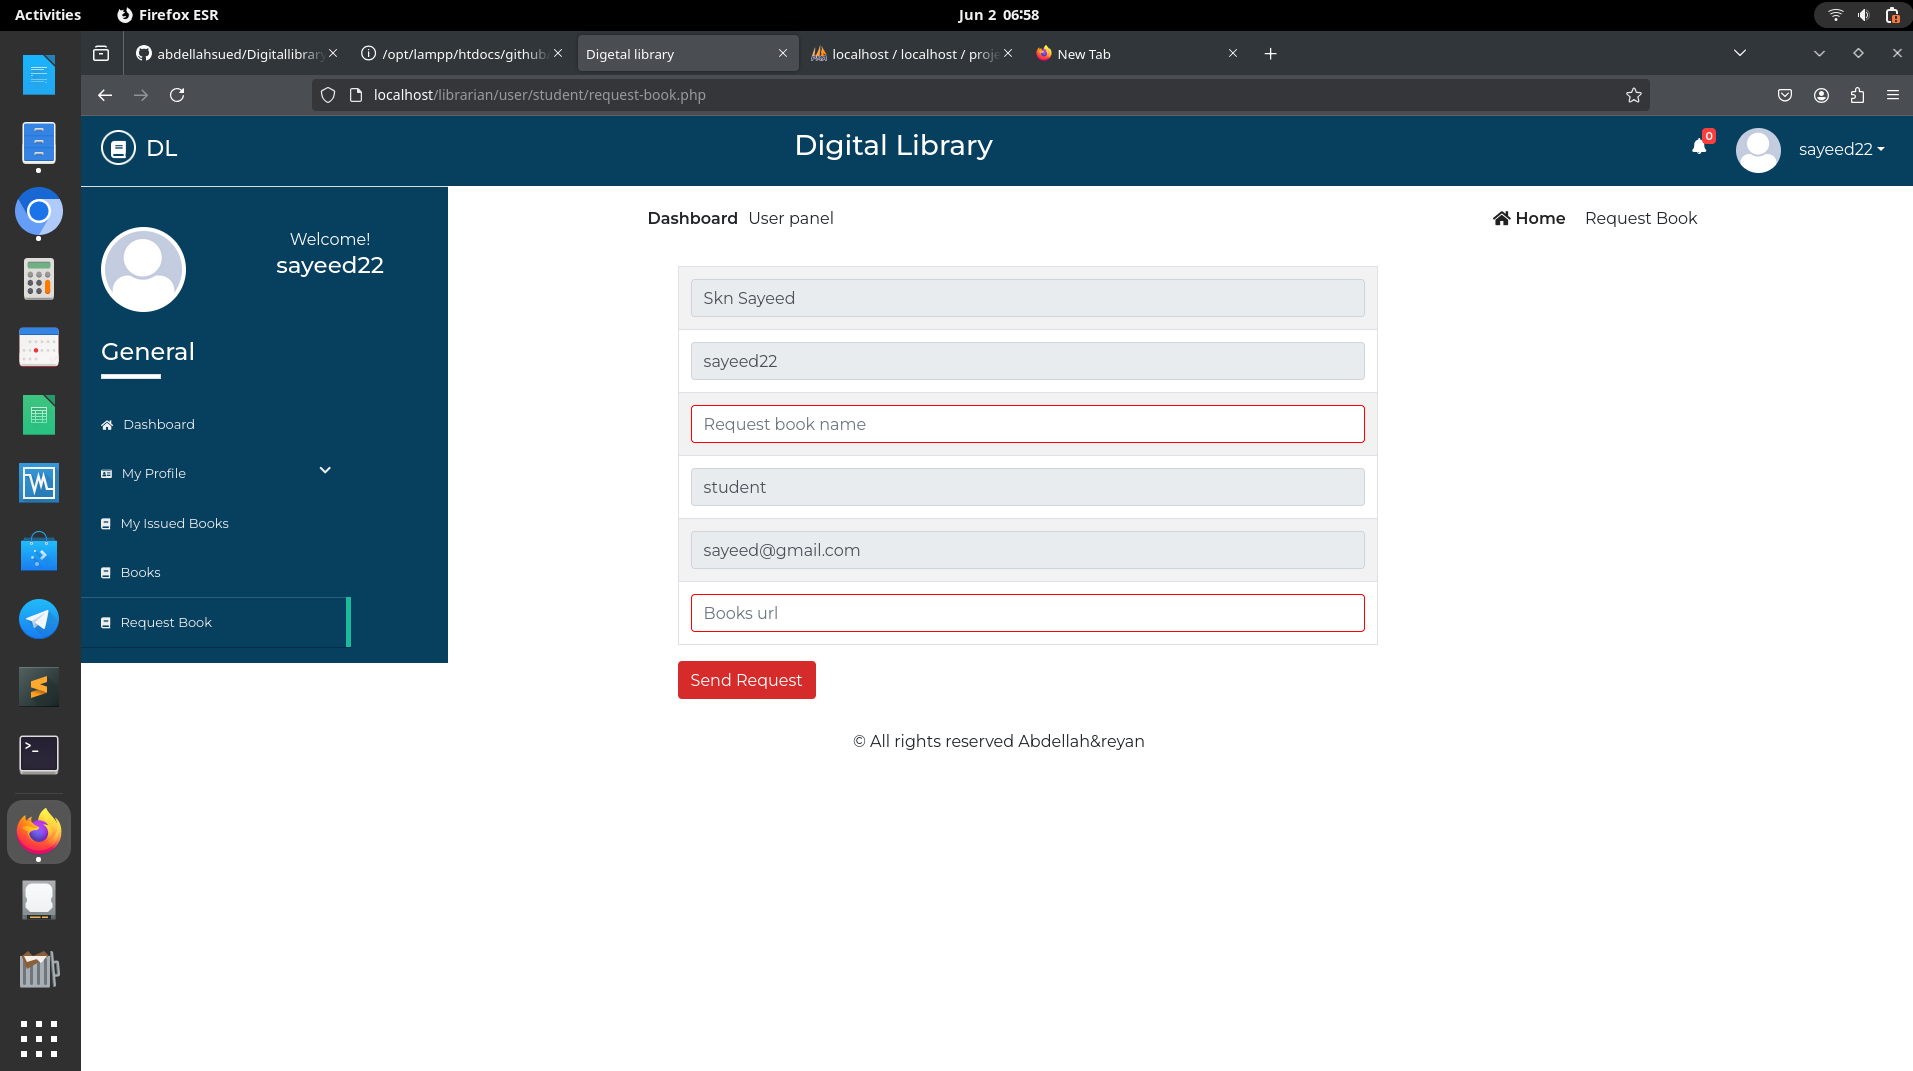 Activities Firefox ESR Jun 2 06:58
abdellahsued/Digitallibrary /opt/lampp/htdocs/github Digetal library localhost / localhost / proje New Tab
localhost/librarian/user/student/request-book.php
DL Digital Library 0 sayeed22
Welcome!
sayeed22
General
Dashboard
My Profile
My Issued Books
Books
Request Book
Dashboard User panel Home Request Book
Skn Sayeed
sayeed22
Request book name
student
sayeed@gmail.com
Books url
Send Request
© All rights reserved Abdellah&reyan